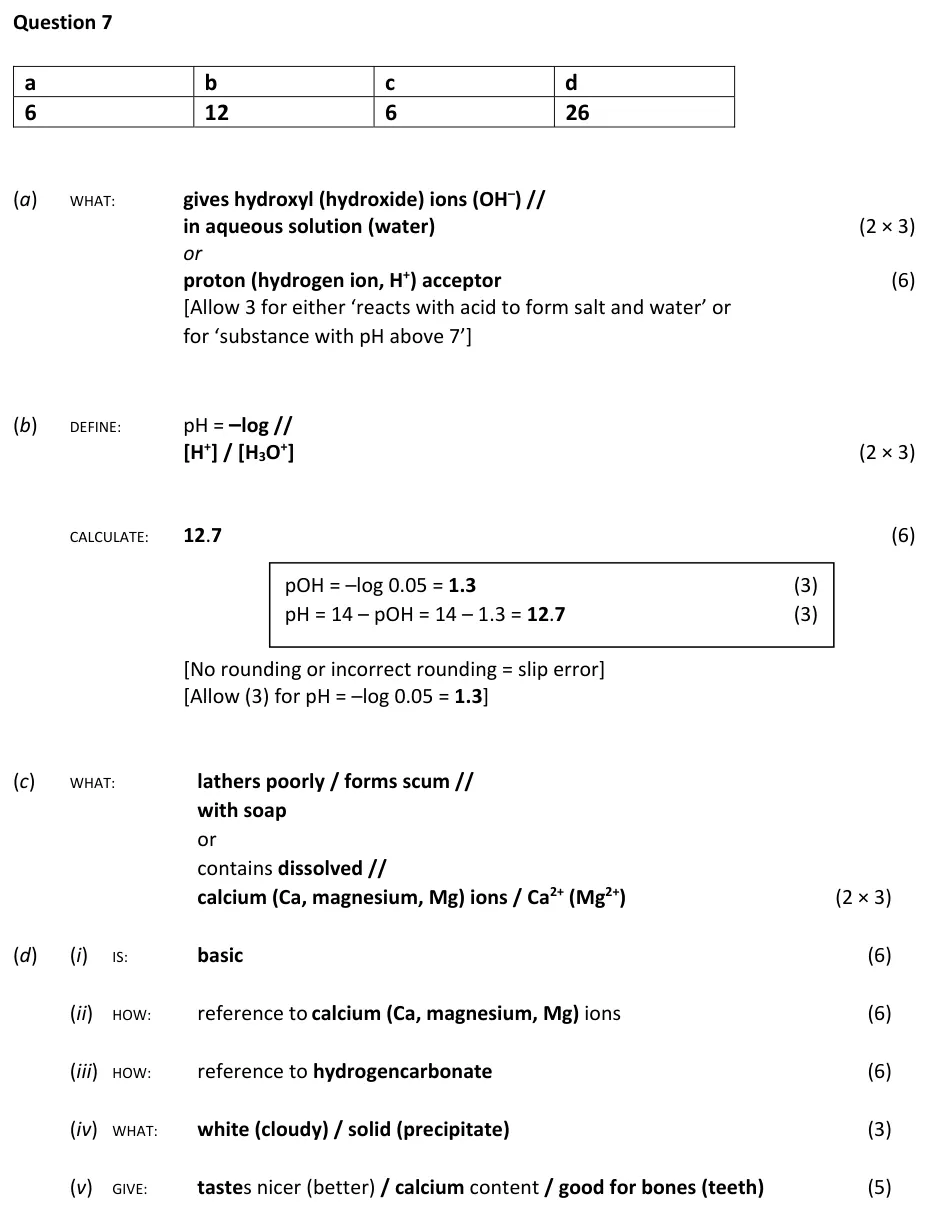 Question 7
a b c d
6 12 6 26
(a) WHAT: gives hydroxyl (hydroxide) ions (OH⁻) //
in aqueous solution (water) (2 × 3)
or
proton (hydrogen ion, H⁺) acceptor (6)
[Allow 3 for either ‘reacts with acid to form salt and water’ or
for ‘substance with pH above 7’]
(b) DEFINE: pH = –log //
[H⁺] / [H₃O⁺] (2 × 3)
CALCULATE: 12.7 (6)
pOH = –log 0.05 = 1.3 (3)
pH = 14 – pOH = 14 – 1.3 = 12.7 (3)
[No rounding or incorrect rounding = slip error]
[Allow (3) for pH = –log 0.05 = 1.3]
(c) WHAT: lathers poorly / forms scum //
with soap
or
contains dissolved //
calcium (Ca, magnesium, Mg) ions / Ca²⁺ (Mg²⁺) (2 × 3)
(d) (i) IS: basic (6)
(ii) HOW: reference to calcium (Ca, magnesium, Mg) ions (6)
(iii) HOW: reference to hydrogencarbonate (6)
(iv) WHAT: white (cloudy) / solid (precipitate) (3)
(v) GIVE: tastes nicer (better) / calcium content / good for bones (teeth) (5)